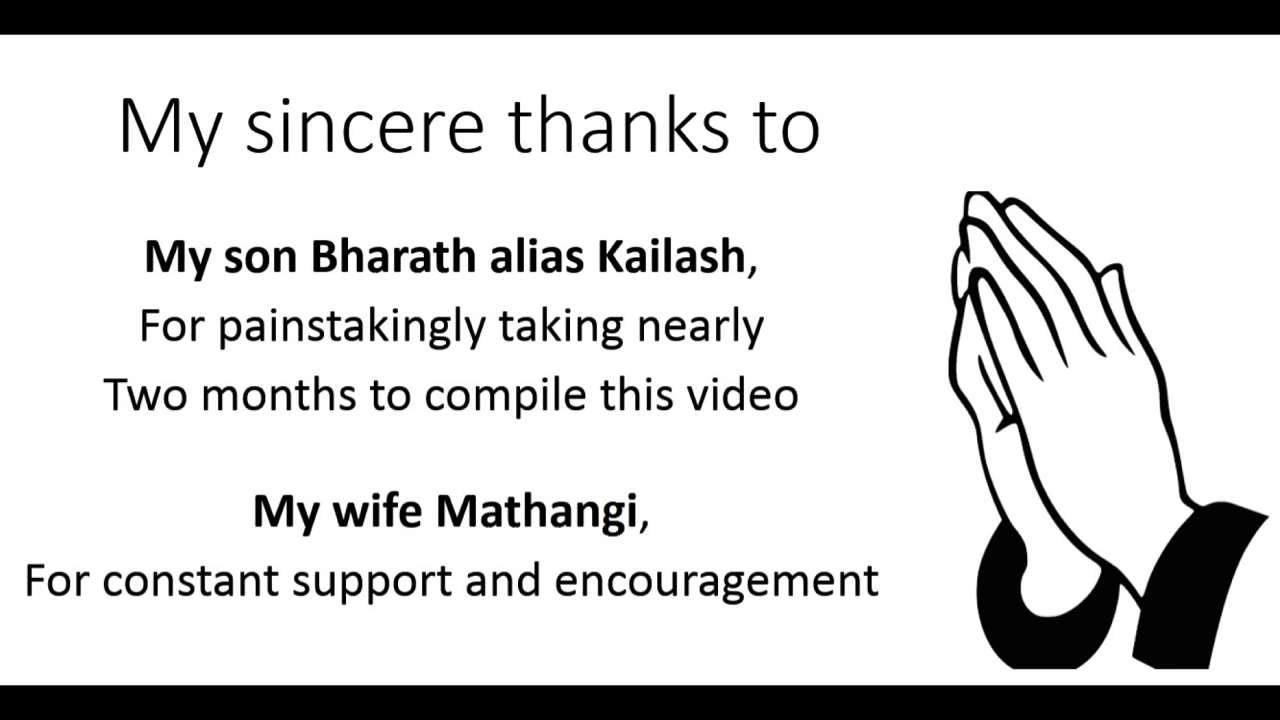 My sincere thanks to
My son Bharath alias Kailash,
For painstakingly taking nearly
Two months to compile this video
My wife Mathangi,
For constant support and encouragement